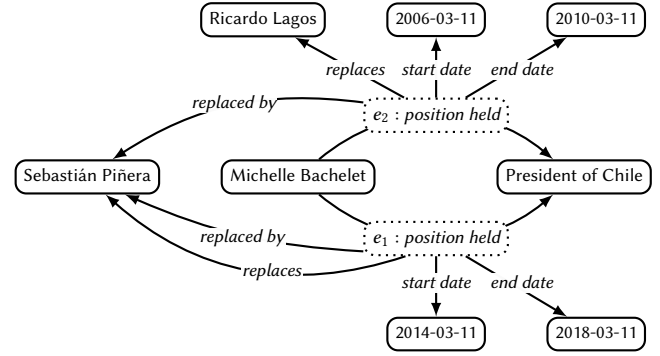 Ricardo Lagos
2006-03-11
2010-03-11
replaces
start date
end date
replaced by
e₂ : position held
Sebastián Piñera
Michelle Bachelet
President of Chile
replaced by
e₁ : position held
replaces
start date
end date
2014-03-11
2018-03-11